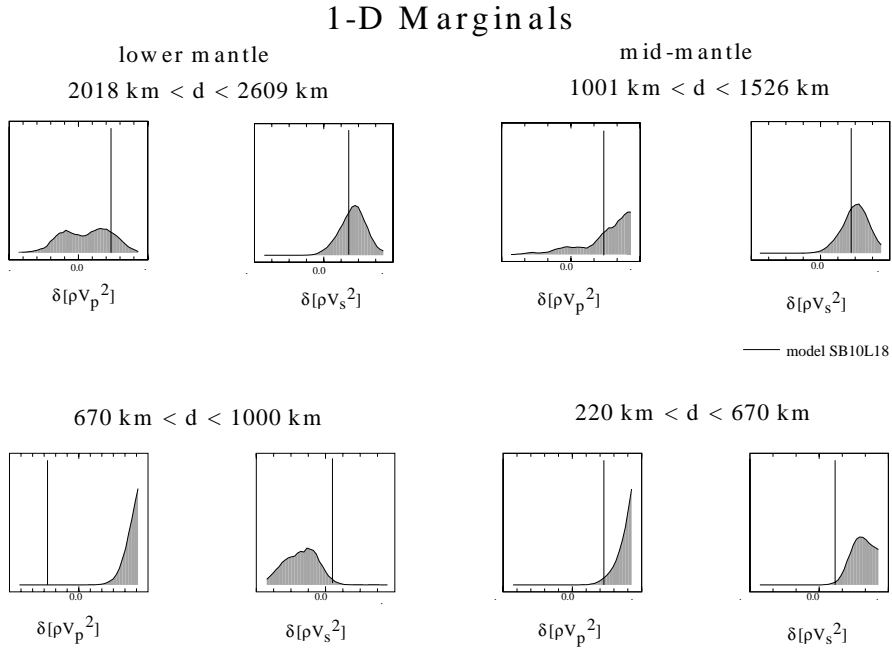 1-D Marginals
lower mantle
mid-mantle
2018 km < d < 2609 km
1001 km < d < 1526 km
0.0
0.0
0.0
0.0
δ[ρVp²]
δ[ρVs²]
δ[ρVp²]
δ[ρVs²]
model SB10L18
670 km < d < 1000 km
220 km < d < 670 km
0.0
0.0
0.0
0.0
δ[ρVp²]
δ[ρVs²]
δ[ρVp²]
δ[ρVs²]